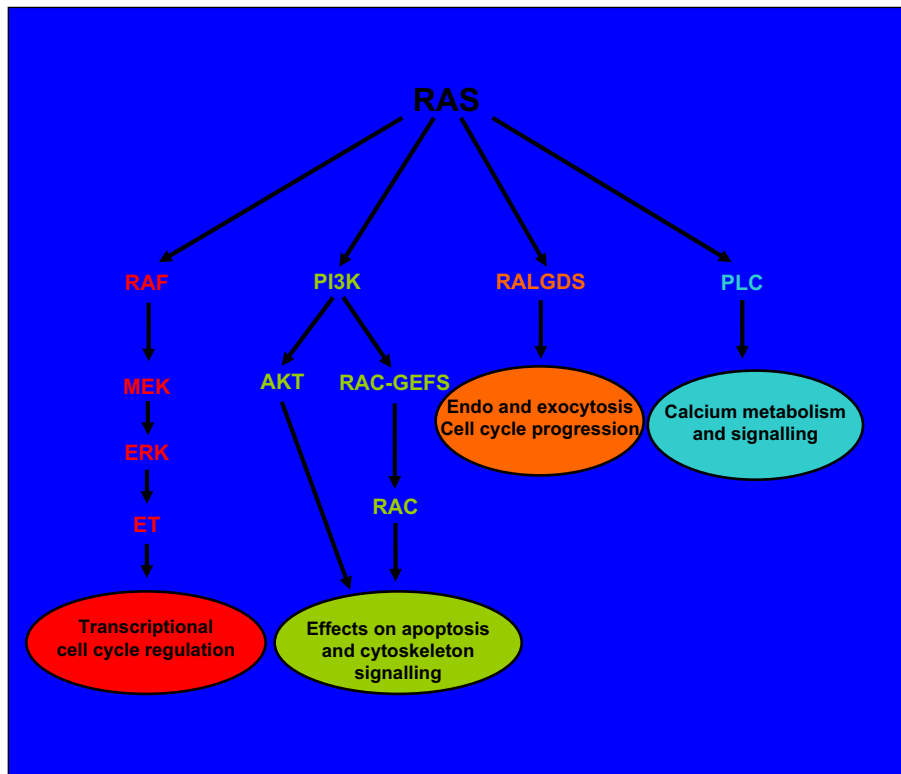 RAS
RAF
PI3K
RALGDS
PLC
MEK
AKT
RAC-GEFS
Endo and exocytosis
Cell cycle progression
Calcium metabolism
and signalling
ERK
RAC
ET
Transcriptional
cell cycle regulation
Effects on apoptosis
and cytoskeleton
signalling